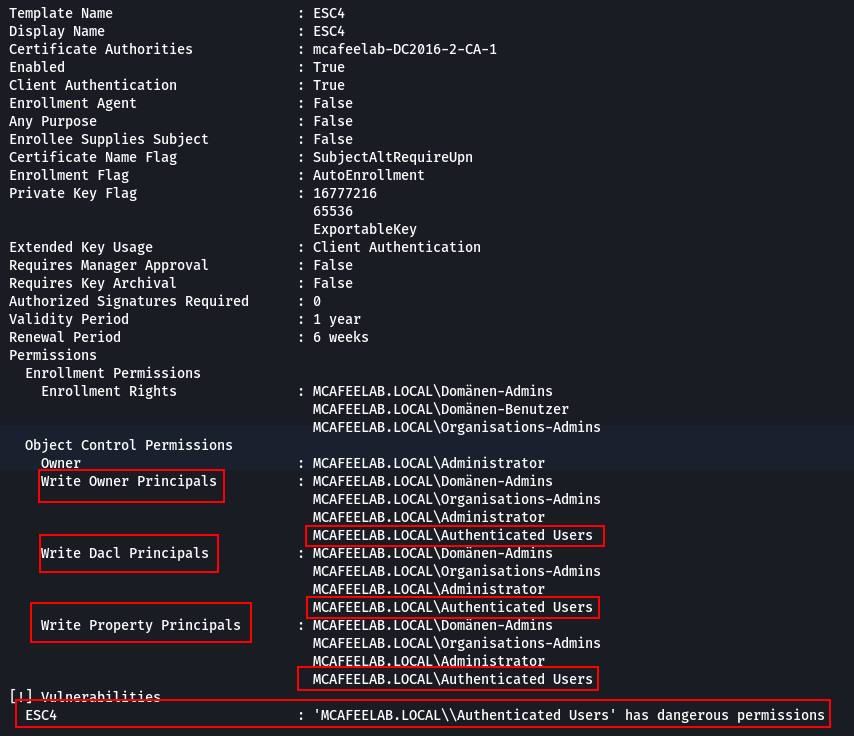 Template Name : ESC4
Display Name : ESC4
Certificate Authorities : mcafeelab-DC2016-2-CA-1
Enabled : True
Client Authentication : True
Enrollment Agent : False
Any Purpose : False
Enrollee Supplies Subject : False
Certificate Name Flag : SubjectAltRequireUpn
Enrollment Flag : AutoEnrollment
Private Key Flag : 16777216
65536
ExportableKey
Extended Key Usage : Client Authentication
Requires Manager Approval : False
Requires Key Archival : False
Authorized Signatures Required : 0
Validity Period : 1 year
Renewal Period : 6 weeks
Permissions
Enrollment Permissions
Enrollment Rights : MCAFEELAB.LOCAL\Domänen-Admins
MCAFEELAB.LOCAL\Domänen-Benutzer
MCAFEELAB.LOCAL\Organisations-Admins
Object Control Permissions
Owner : MCAFEELAB.LOCAL\Administrator
Write Owner Principals : MCAFEELAB.LOCAL\Domänen-Admins
MCAFEELAB.LOCAL\Organisations-Admins
MCAFEELAB.LOCAL\Administrator
MCAFEELAB.LOCAL\Authenticated Users
Write Dacl Principals : MCAFEELAB.LOCAL\Domänen-Admins
MCAFEELAB.LOCAL\Organisations-Admins
MCAFEELAB.LOCAL\Administrator
MCAFEELAB.LOCAL\Authenticated Users
Write Property Principals : MCAFEELAB.LOCAL\Domänen-Admins
MCAFEELAB.LOCAL\Organisations-Admins
MCAFEELAB.LOCAL\Administrator
MCAFEELAB.LOCAL\Authenticated Users
[!] Vulnerabilities
ESC4 : 'MCAFEELAB.LOCAL\\Authenticated Users' has dangerous permissions